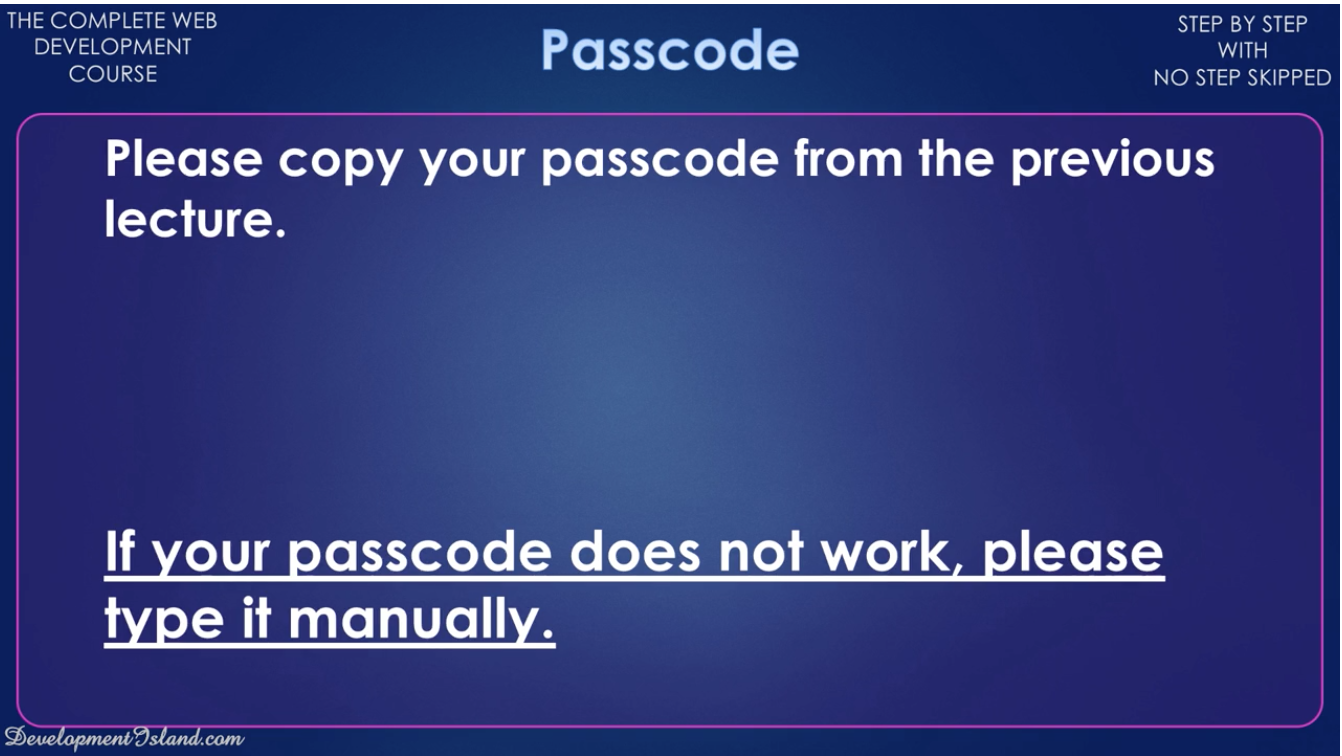 THE COMPLETE WEB
DEVELOPMENT
COURSE
Passcode
STEP BY STEP
WITH
NO STEP SKIPPED
Please copy your passcode from the previous
lecture.
If your passcode does not work, please
type it manually.
DevelopmentIsland.com